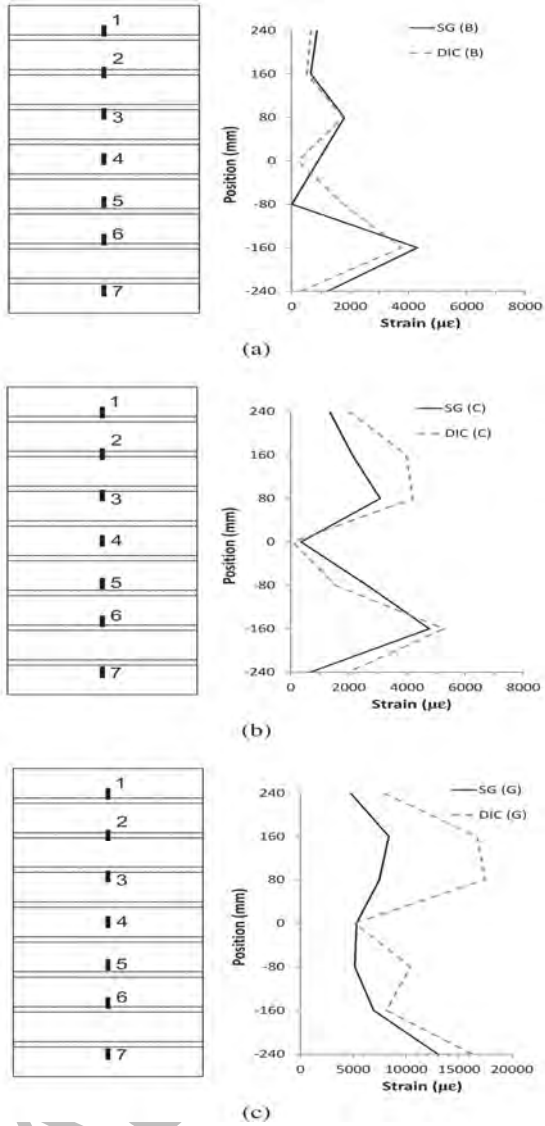 1
2
3
4
5
6
7
SG (B)
DIC (B)
Position (mm)
240
160
80
0
-80
-160
-240
0 2000 4000 6000 8000
Strain (με)
(a)
1
2
3
4
5
6
7
SG (C)
DIC (C)
Position (mm)
240
160
80
0
-80
-160
-240
0 2000 4000 6000 8000
Strain (με)
(b)
1
2
3
4
5
6
7
SG (G)
DIC (G)
Position (mm)
240
160
80
0
-80
-160
-240
0 5000 10000 15000 20000
Strain (με)
(c)